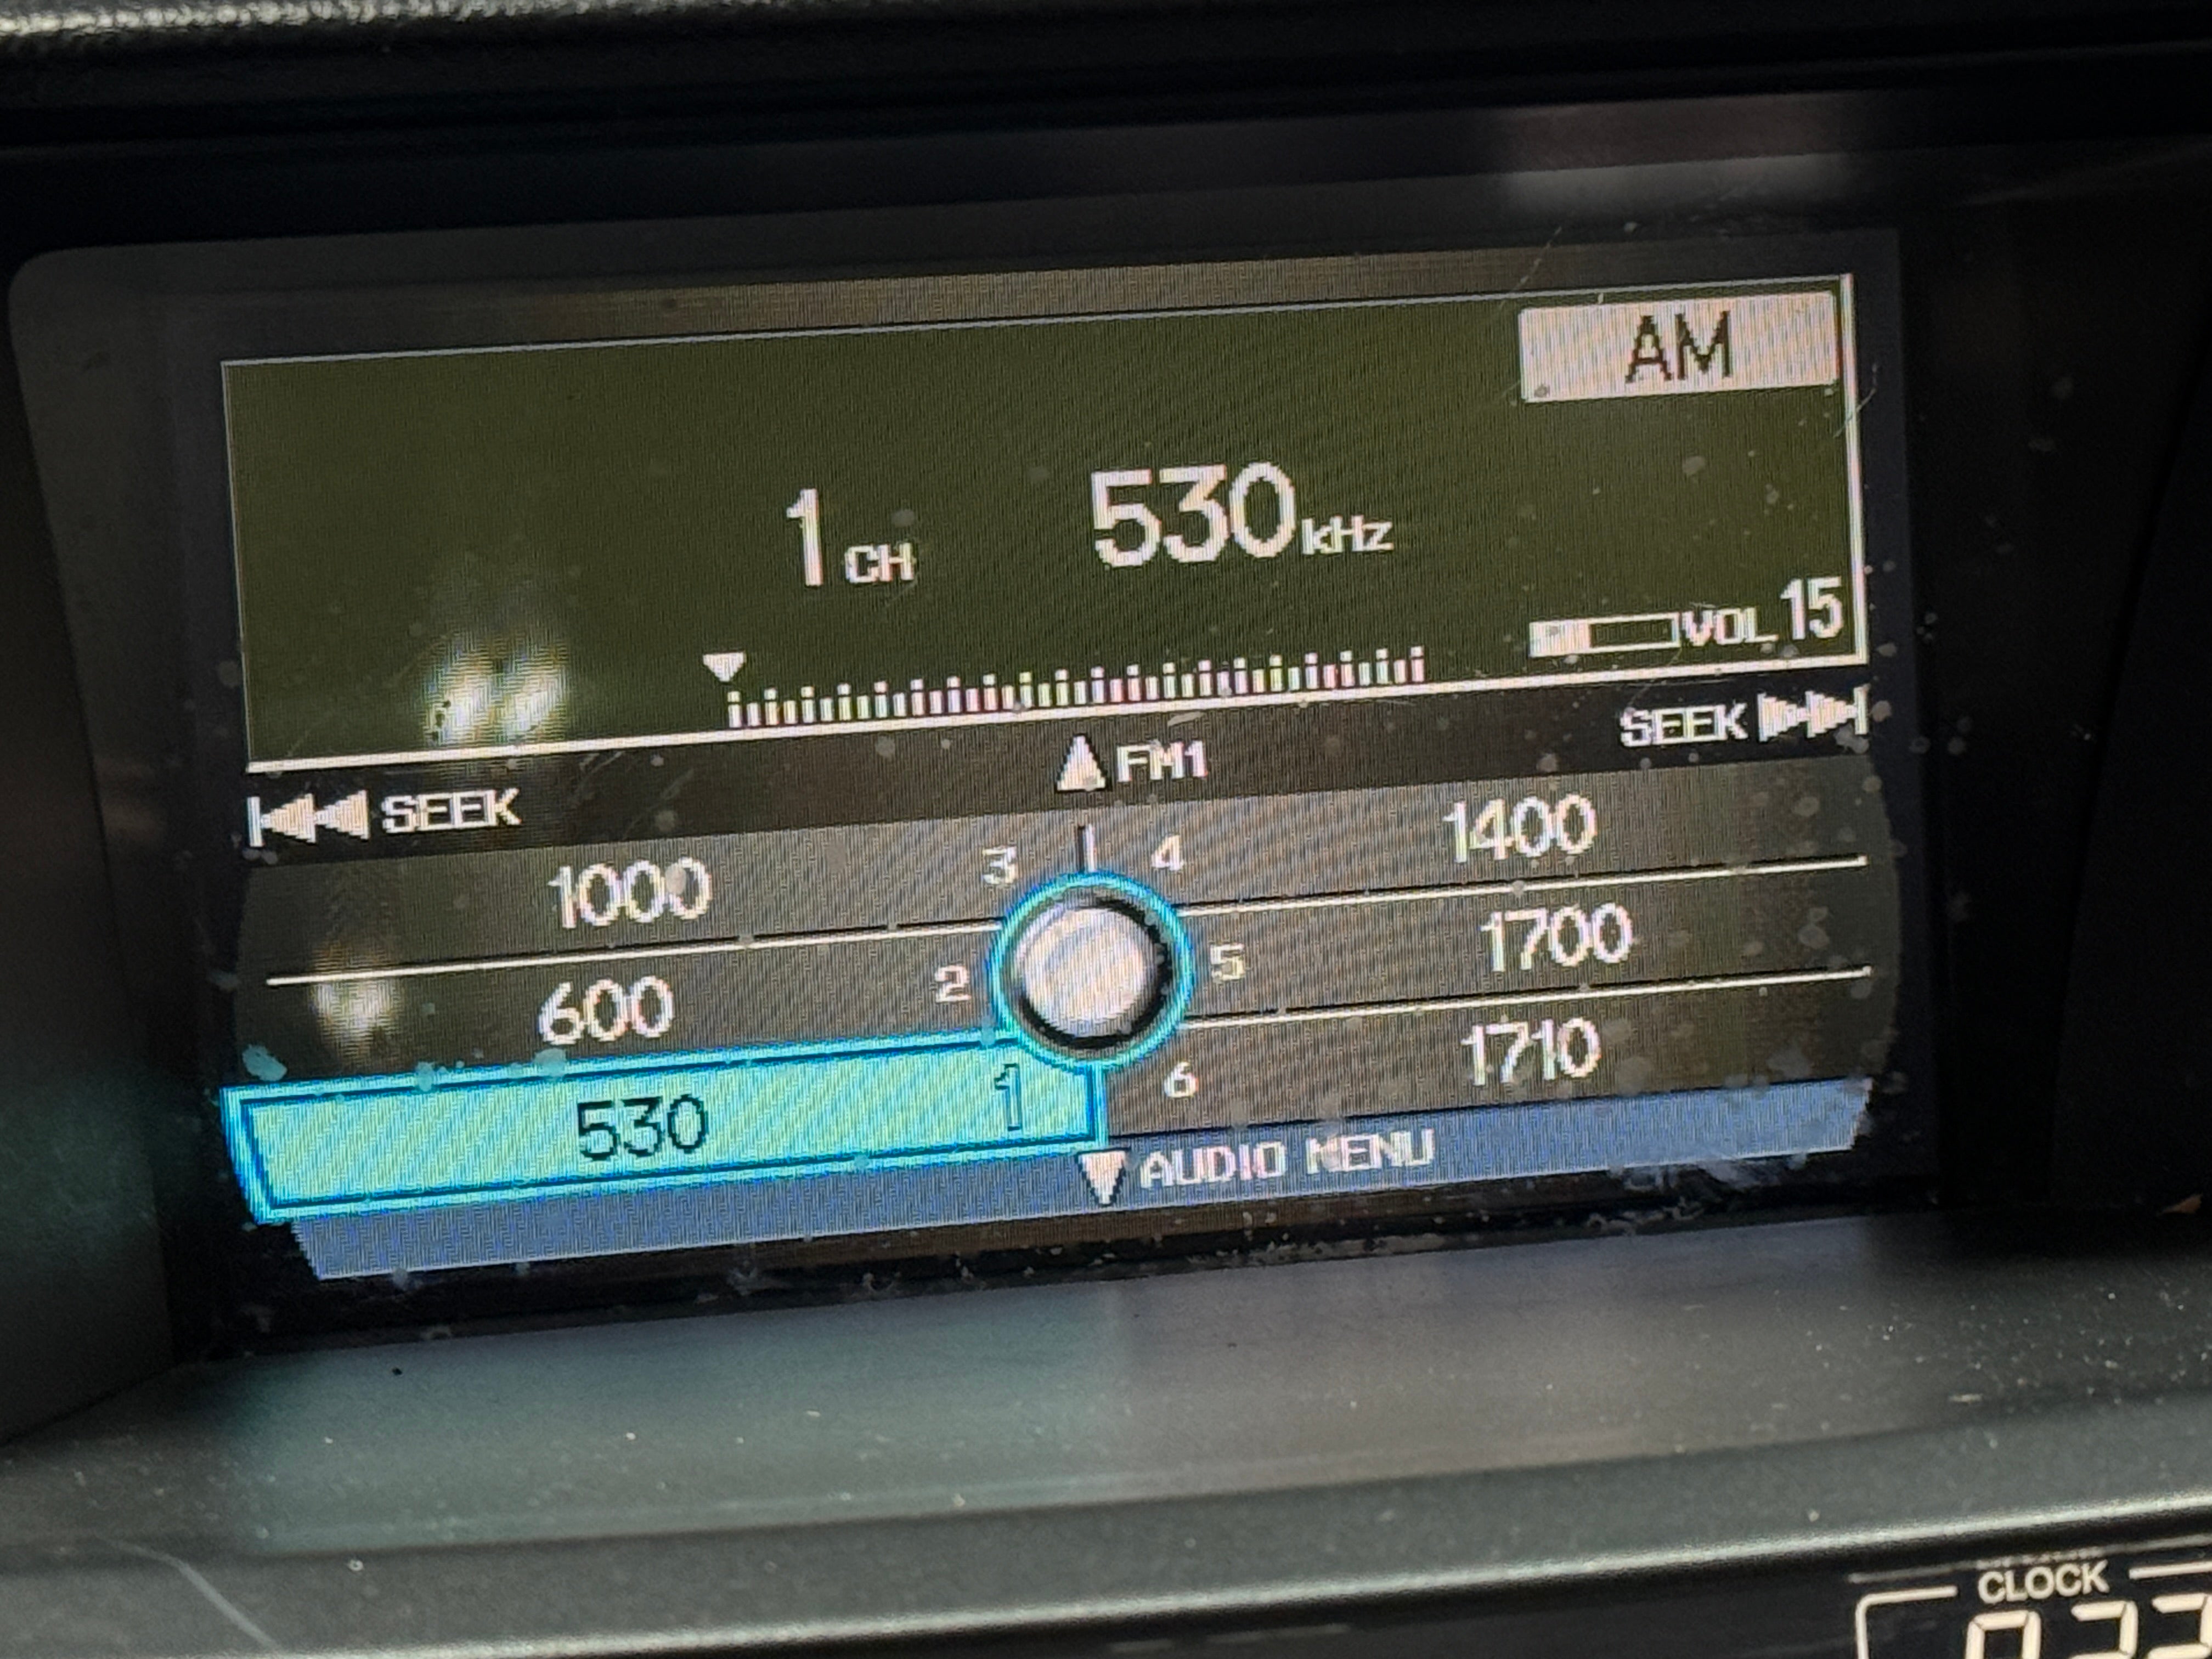 AM
1 CH 530 kHz
VOL 15
SEEK
FM1
SEEK
1000 3 4 1400
600 2 5 1700
530 1 6 1710
AUDIO MENU
CLOCK